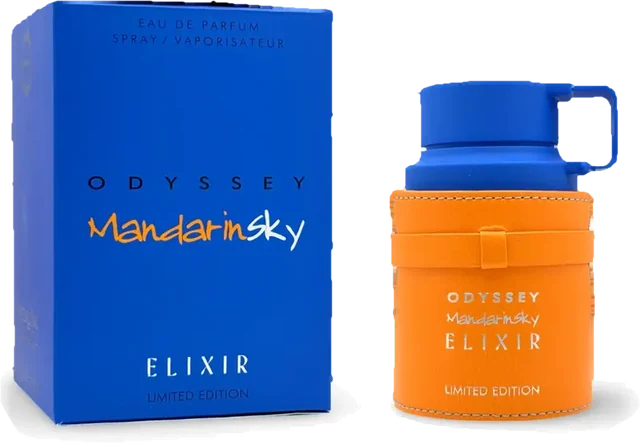 EAU DE PARFUM
SPRAY / VAPORISATEUR
ODYSSEY
MandarinSky
ELIXIR
LIMITED EDITION
ODYSSEY
MandarinSky
ELIXIR
LIMITED EDITION